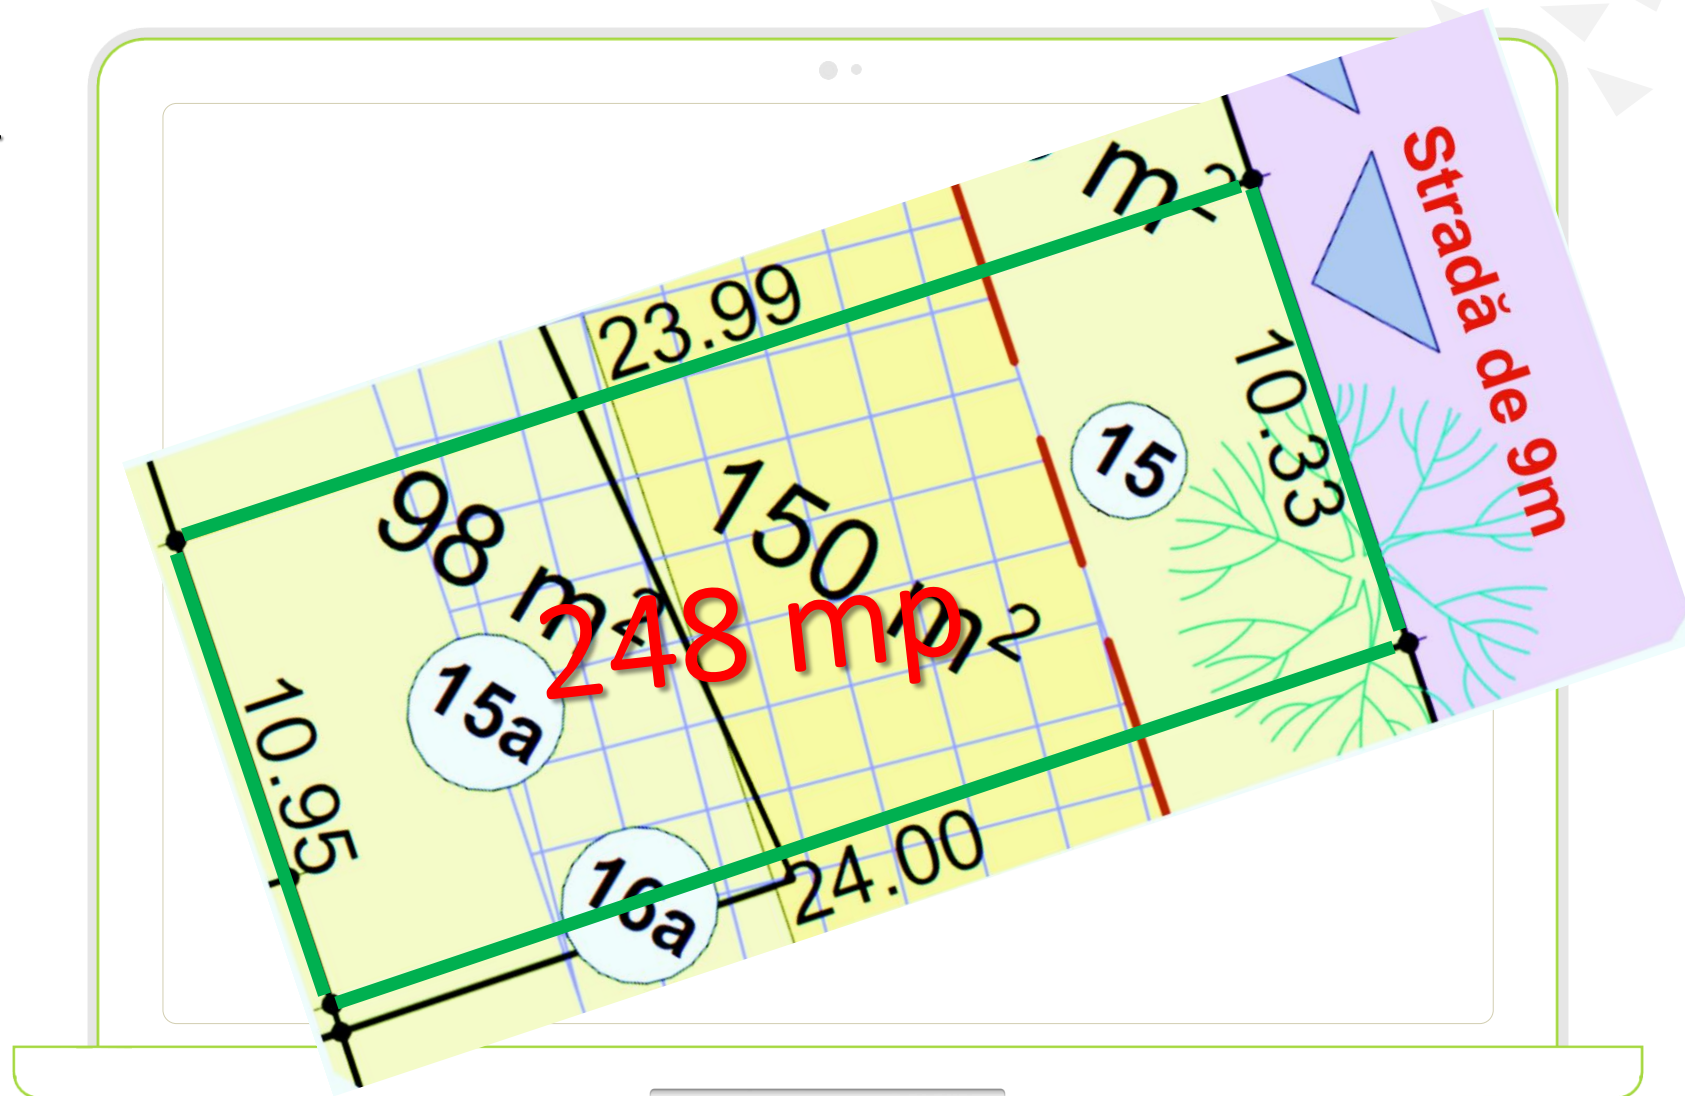 m²
Stradă de 9m
23.99
10.33
15
98 m²
150 m²
248 mp
15a
10.95
16a
24.00